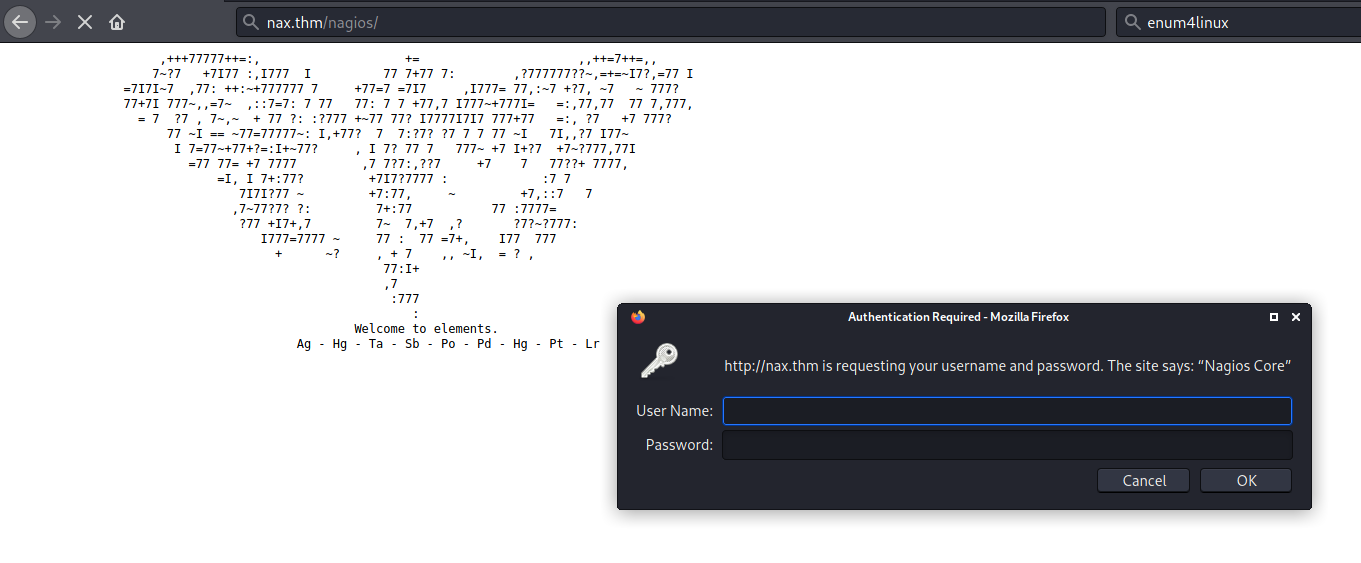 nax.thm/nagios/
enum4linux
,+++77777++=:,                    +=                      ,,++=7++=,,
7~?7   +7I77 :,I777  I          77 7+77 7:        ,?777777??~,=+=~I7?,=77 I
=7I7I~7  ,77: ++:~+777777 7     +77=7 =7I7     ,I777= 77,:~7 +?7, ~7   ~ 777?
77+7I 777~,,=7~  ,::7=7: 7 77   77: 7 7 +77,7 I777~+777I=   =:,77,77  77 7,777,
= 7  ?7 , 7~,~  + 77 ?: :?777 +~77 77? I7777I7I7 777+77   =:, ?7   +7 777?
77 ~I == ~77=77777~: I,+77?  7  7:?7? ?7 7 7 77 ~I   7I,,?7 I77~
I 7=77~+77+?=:I+~77?     , I 7? 77 7   777~ +7 I+?7  +7~?777,77I
=77 77= +7 7777         ,7 7?7:,??7     +7    7   77??+ 7777,
=I, I 7+:77?         +7I7?7777 :             :7 7
7I7I?77 ~         +7:77,     ~         +7,::7   7
,7~77?7? ?:         7+:77           77 :7777=
?77 +I7+,7         7~  7,+7  ,?       ?7?~?777:
I777=7777 ~     77 :  77 =7+,    I77  777
+      ~?     , + 7    ,, ~I,  = ? ,
77:I+
,7
:777
:
Welcome to elements.
Ag - Hg - Ta - Sb - Po - Pd - Hg - Pt - Lr
Authentication Required - Mozilla Firefox
http://nax.thm is requesting your username and password. The site says: “Nagios Core”
User Name:
Password:
Cancel
OK